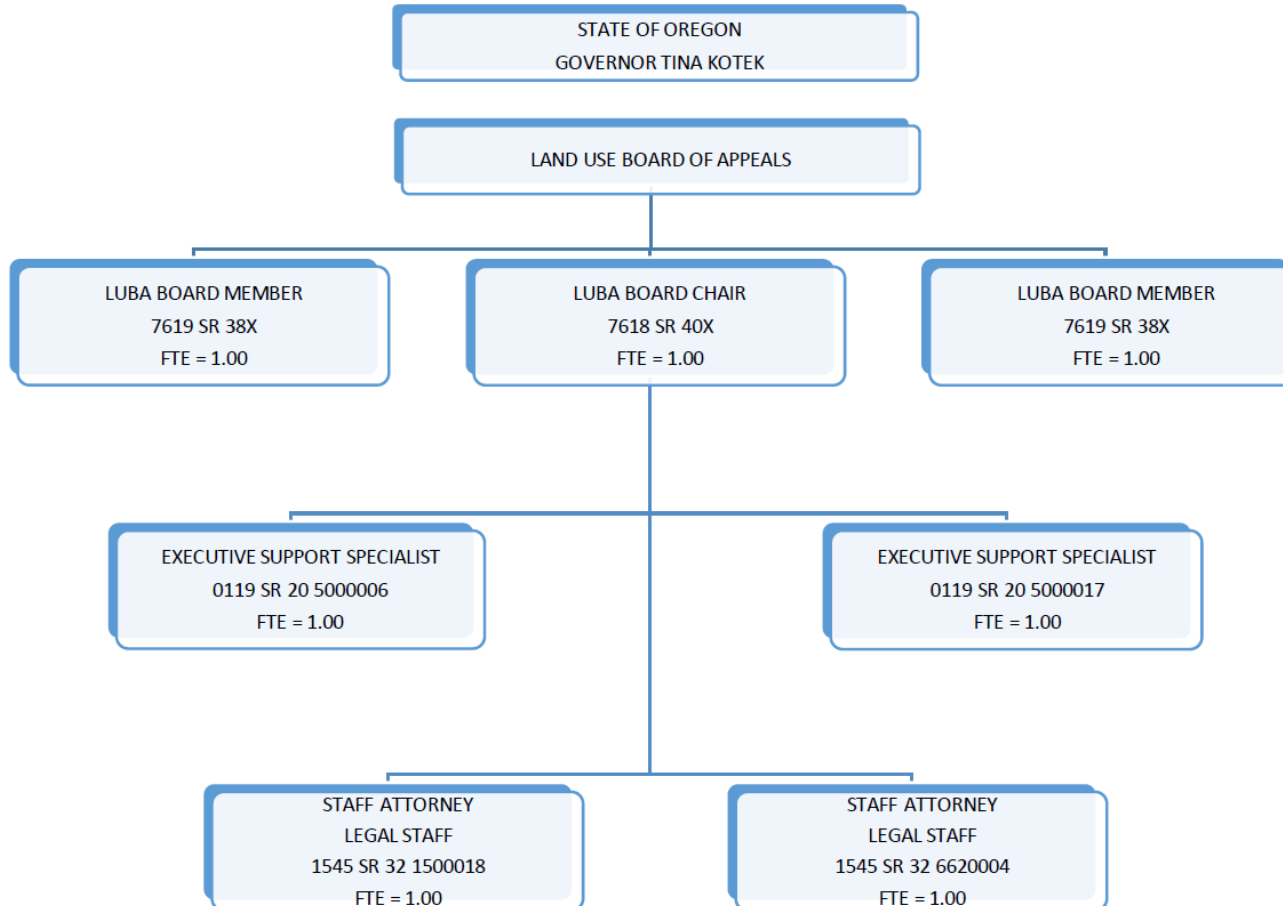 STATE OF OREGON
GOVERNOR TINA KOTEK
LAND USE BOARD OF APPEALS
LUBA BOARD MEMBER
7619 SR 38X
FTE = 1.00
LUBA BOARD CHAIR
7618 SR 40X
FTE = 1.00
LUBA BOARD MEMBER
7619 SR 38X
FTE = 1.00
EXECUTIVE SUPPORT SPECIALIST
0119 SR 20 5000006
FTE = 1.00
EXECUTIVE SUPPORT SPECIALIST
0119 SR 20 5000017
FTE = 1.00
STAFF ATTORNEY
LEGAL STAFF
1545 SR 32 1500018
FTE = 1.00
STAFF ATTORNEY
LEGAL STAFF
1545 SR 32 6620004
FTE = 1.00